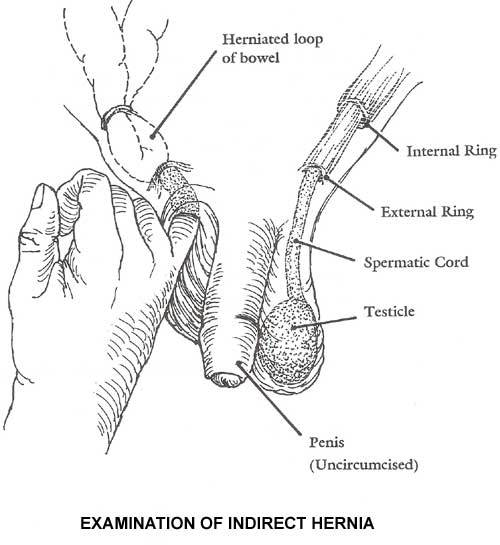 Herniated loop
of bowel
Internal Ring
External Ring
Spermatic Cord
Testicle
Penis
(Uncircumcised)
EXAMINATION OF INDIRECT HERNIA